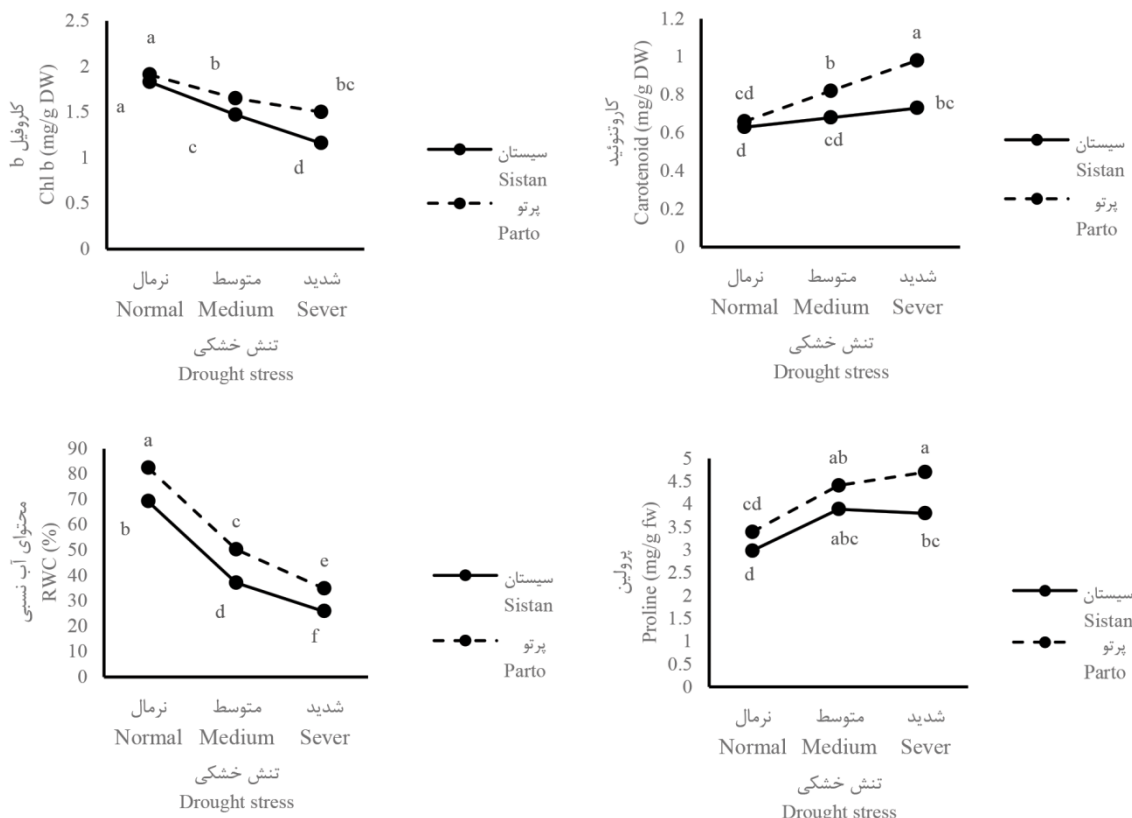 کلروفیل b
Chl b (mg/g DW)
2.5
2
1.5
1
0.5
0
a
b
bc
a
c
d
سیستان
Sistan
پرتو
Parto
نرمال
متوسط
شدید
Normal Medium Sever
تنش خشکی
Drought stress
کاروتنوئید
Carotenoid (mg/g DW)
1.2
1
0.8
0.6
0.4
0.2
0
a
b
cd
bc
d
cd
سیستان
Sistan
پرتو
Parto
نرمال
متوسط
شدید
Normal Medium Sever
تنش خشکی
Drought stress
محتوای آب نسبی
RWC (%)
90
80
70
60
50
40
30
20
10
0
a
b
c
d
e
f
سیستان
Sistan
پرتو
Parto
نرمال
متوسط
شدید
Normal Medium Sever
تنش خشکی
Drought stress
پرولین
Proline (mg/g fw)
5
4.5
4
3.5
3
2.5
2
1.5
1
0.5
0
a
ab
cd
abc
bc
d
سیستان
Sistan
پرتو
Parto
نرمال
متوسط
شدید
Normal Medium Sever
تنش خشکی
Drought stress